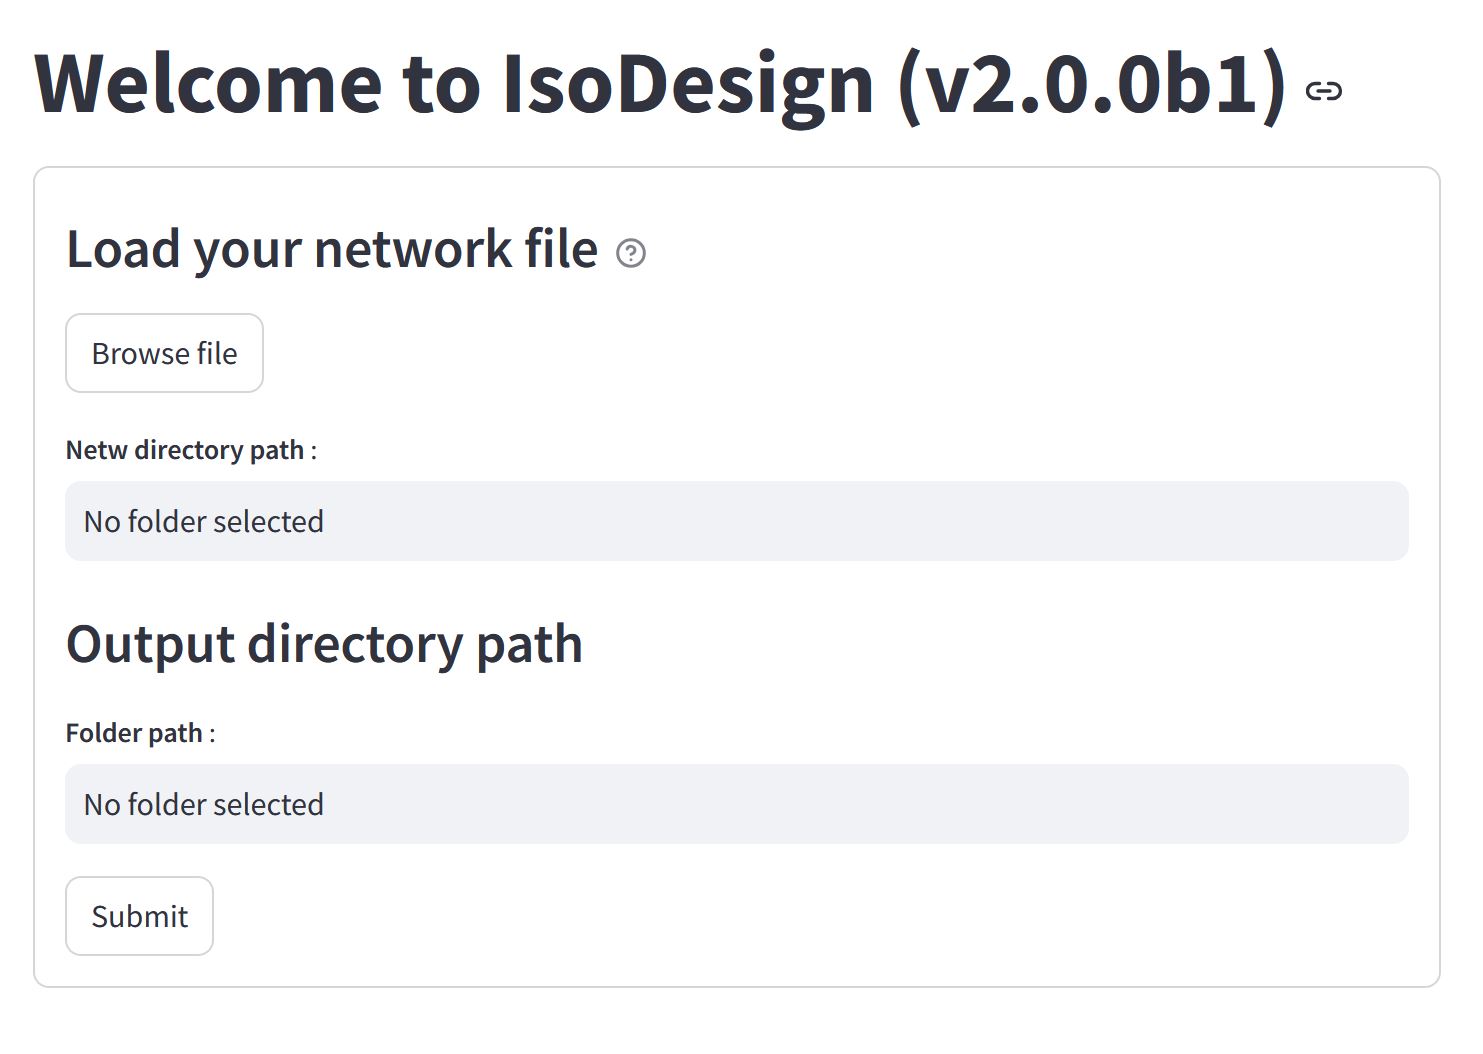 Welcome to IsoDesign (v2.0.0b1)
Load your network file
Browse file
Netw directory path :
No folder selected
Output directory path
Folder path :
No folder selected
Submit